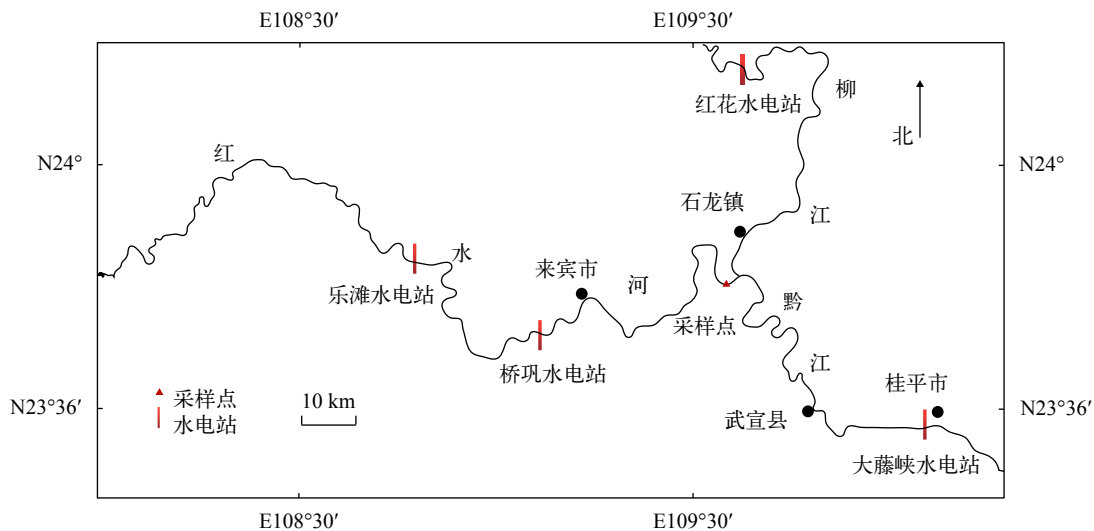 E108°30′
E109°30′
红花水电站
柳
北
N24°
N24°
红
石龙镇
江
水
来宾市
河
乐滩水电站
黔
采样点
江
桥巩水电站
桂平市
采样点
10 km
N23°36′
N23°36′
水电站
武宣县
大藤峡水电站
E108°30′
E109°30′